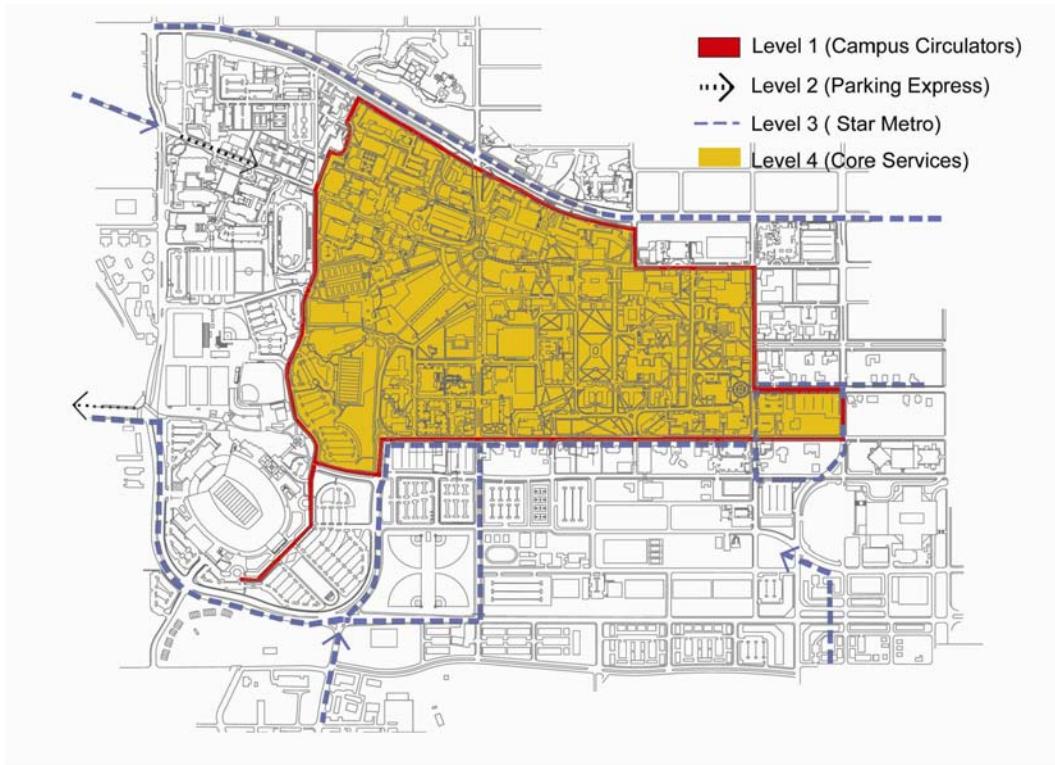 Level 1 (Campus Circulators)
Level 2 (Parking Express)
Level 3 ( Star Metro)
Level 4 (Core Services)